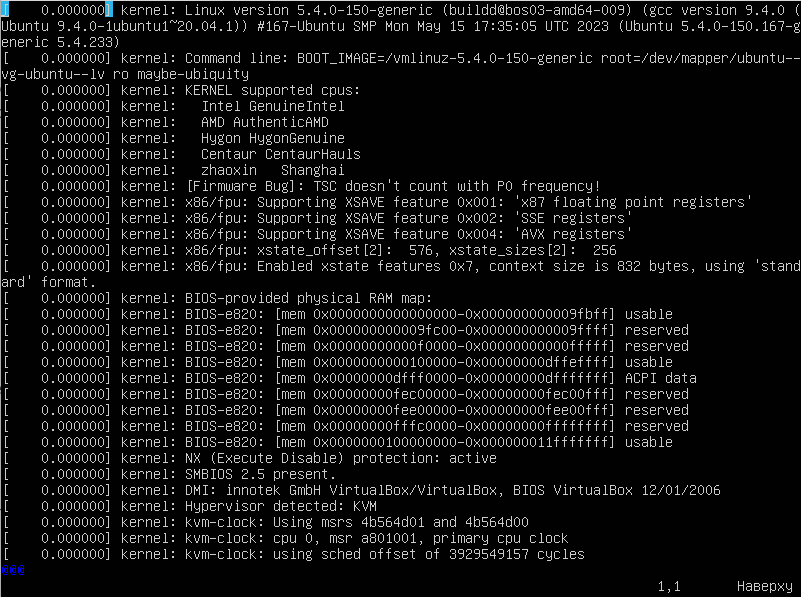 [    0.000000] kernel: Linux version 5.4.0-150-generic (buildd@bos03-amd64-009) (gcc version 9.4.0 (
Ubuntu 9.4.0-1ubuntu1~20.04.1)) #167-Ubuntu SMP Mon May 15 17:35:05 UTC 2023 (Ubuntu 5.4.0-150.167-g
eneric 5.4.233)
[    0.000000] kernel: Command line: BOOT_IMAGE=/vmlinuz-5.4.0-150-generic root=/dev/mapper/ubuntu--
vg-ubuntu--lv ro maybe-ubiquity
[    0.000000] kernel: KERNEL supported cpus:
[    0.000000] kernel:   Intel GenuineIntel
[    0.000000] kernel:   AMD AuthenticAMD
[    0.000000] kernel:   Hygon HygonGenuine
[    0.000000] kernel:   Centaur CentaurHauls
[    0.000000] kernel:   zhaoxin   Shanghai
[    0.000000] kernel: [Firmware Bug]: TSC doesn't count with P0 frequency!
[    0.000000] kernel: x86/fpu: Supporting XSAVE feature 0x001: 'x87 floating point registers'
[    0.000000] kernel: x86/fpu: Supporting XSAVE feature 0x002: 'SSE registers'
[    0.000000] kernel: x86/fpu: Supporting XSAVE feature 0x004: 'AVX registers'
[    0.000000] kernel: x86/fpu: xstate_offset[2]:  576, xstate_sizes[2]:  256
[    0.000000] kernel: x86/fpu: Enabled xstate features 0x7, context size is 832 bytes, using 'stand
ard' format.
[    0.000000] kernel: BIOS-provided physical RAM map:
[    0.000000] kernel: BIOS-e820: [mem 0x0000000000000000-0x000000000009fbff] usable
[    0.000000] kernel: BIOS-e820: [mem 0x000000000009fc00-0x000000000009ffff] reserved
[    0.000000] kernel: BIOS-e820: [mem 0x00000000000f0000-0x00000000000fffff] reserved
[    0.000000] kernel: BIOS-e820: [mem 0x0000000000100000-0x00000000dffeffff] usable
[    0.000000] kernel: BIOS-e820: [mem 0x00000000dfff0000-0x00000000dfffffff] ACPI data
[    0.000000] kernel: BIOS-e820: [mem 0x00000000fec00000-0x00000000fec00fff] reserved
[    0.000000] kernel: BIOS-e820: [mem 0x00000000fee00000-0x00000000fee00fff] reserved
[    0.000000] kernel: BIOS-e820: [mem 0x00000000fffc0000-0x00000000ffffffff] reserved
[    0.000000] kernel: BIOS-e820: [mem 0x0000000100000000-0x000000011fffffff] usable
[    0.000000] kernel: NX (Execute Disable) protection: active
[    0.000000] kernel: SMBIOS 2.5 present.
[    0.000000] kernel: DMI: innotek GmbH VirtualBox/VirtualBox, BIOS VirtualBox 12/01/2006
[    0.000000] kernel: Hypervisor detected: KVM
[    0.000000] kernel: kvm-clock: Using msrs 4b564d01 and 4b564d00
[    0.000000] kernel: kvm-clock: cpu 0, msr a801001, primary cpu clock
[    0.000000] kernel: kvm-clock: using sched offset of 3929549157 cycles
@@@
1,1 Наверху